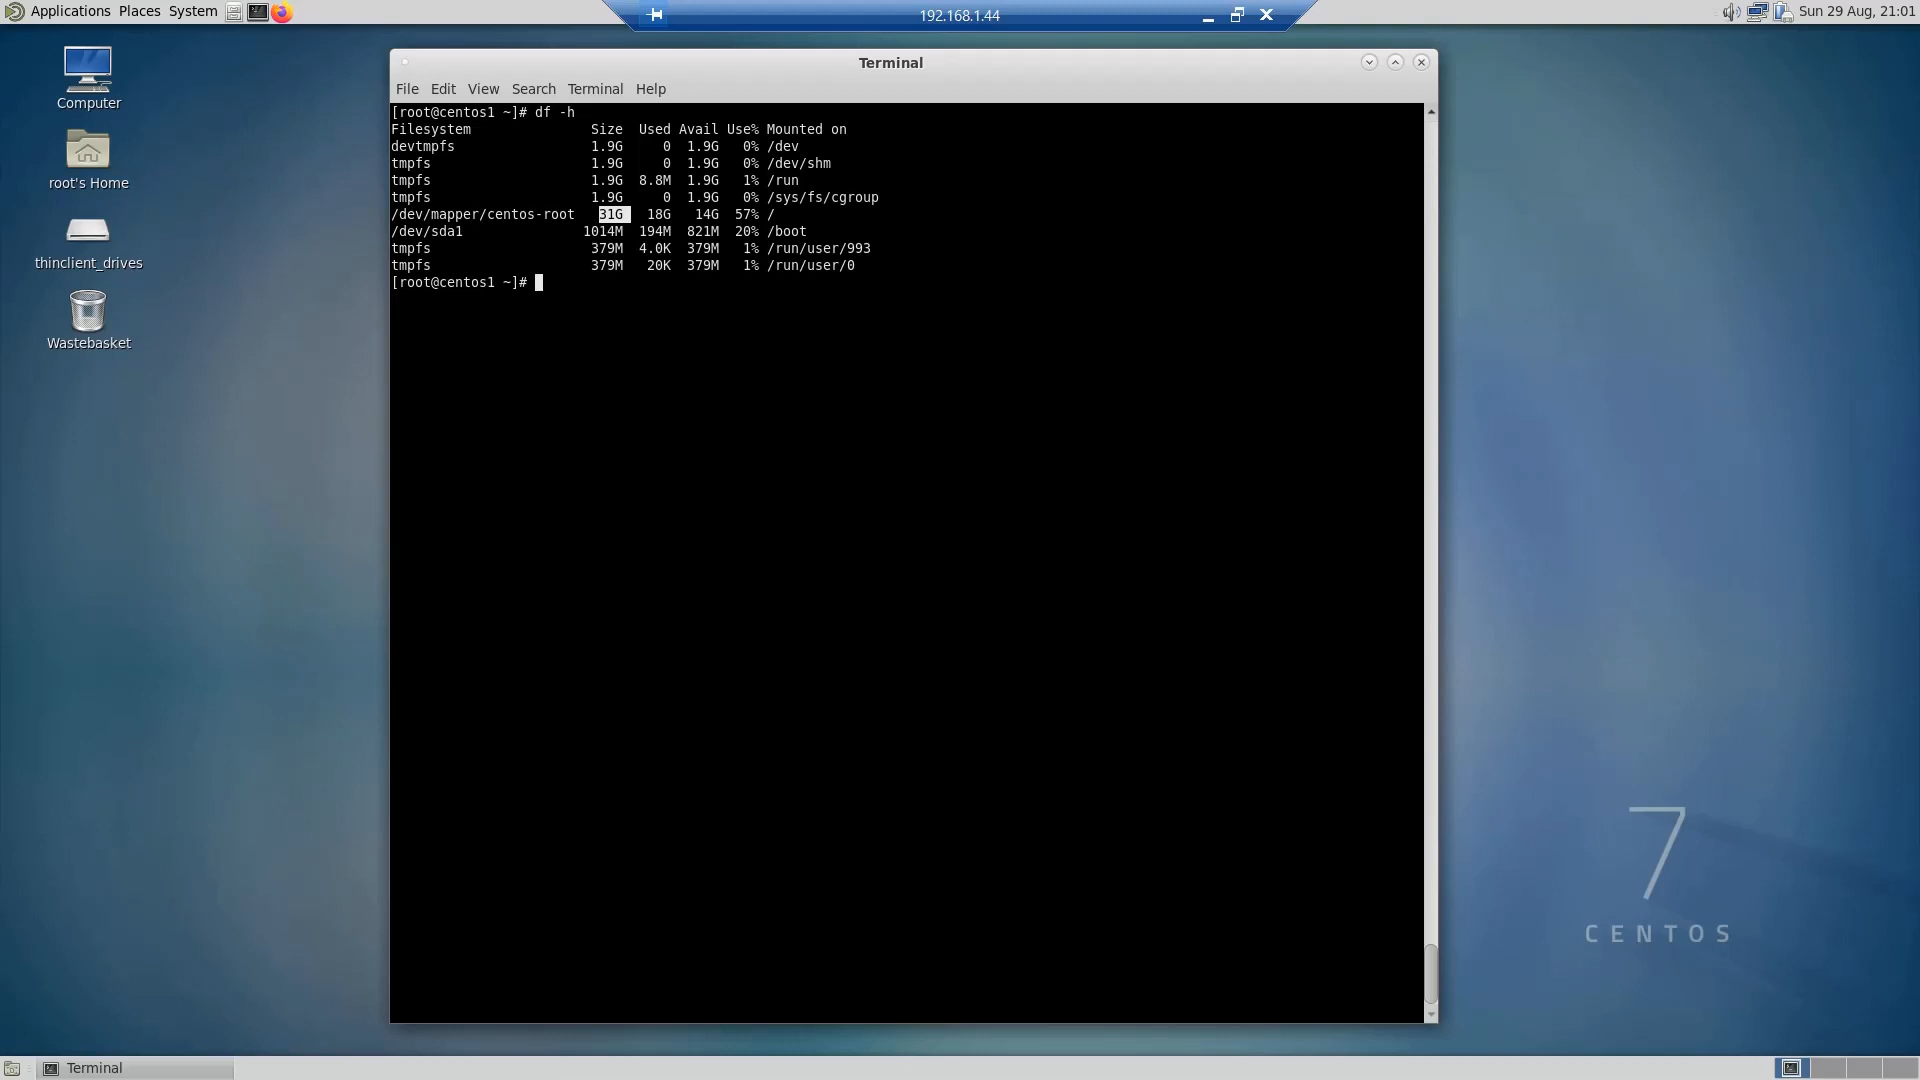 Applications Places System
192.168.1.44
Sun 29 Aug, 21:01
Computer
root's Home
thinclient_drives
Wastebasket
Terminal
File Edit View Search Terminal Help
[root@centos1 ~]# df -h
Filesystem Size Used Avail Use% Mounted on
devtmpfs 1.9G 0 1.9G 0% /dev
tmpfs 1.9G 0 1.9G 0% /dev/shm
tmpfs 1.9G 8.8M 1.9G 1% /run
tmpfs 1.9G 0 1.9G 0% /sys/fs/cgroup
/dev/mapper/centos-root 31G 18G 14G 57% /
/dev/sda1 1014M 194M 821M 20% /boot
tmpfs 379M 4.0K 379M 1% /run/user/993
tmpfs 379M 20K 379M 1% /run/user/0
[root@centos1 ~]#
7
CENTOS
Terminal